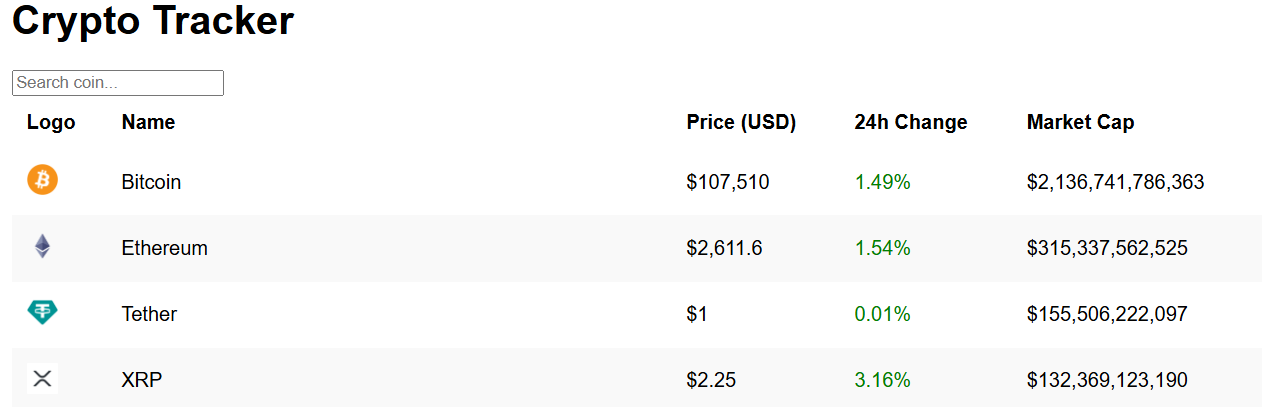 Crypto Tracker
Search coin...
Logo Name Price (USD) 24h Change Market Cap
Bitcoin $107,510 1.49% $2,136,741,786,363
Ethereum $2,611.6 1.54% $315,337,562,525
Tether $1 0.01% $155,506,222,097
XRP $2.25 3.16% $132,369,123,190